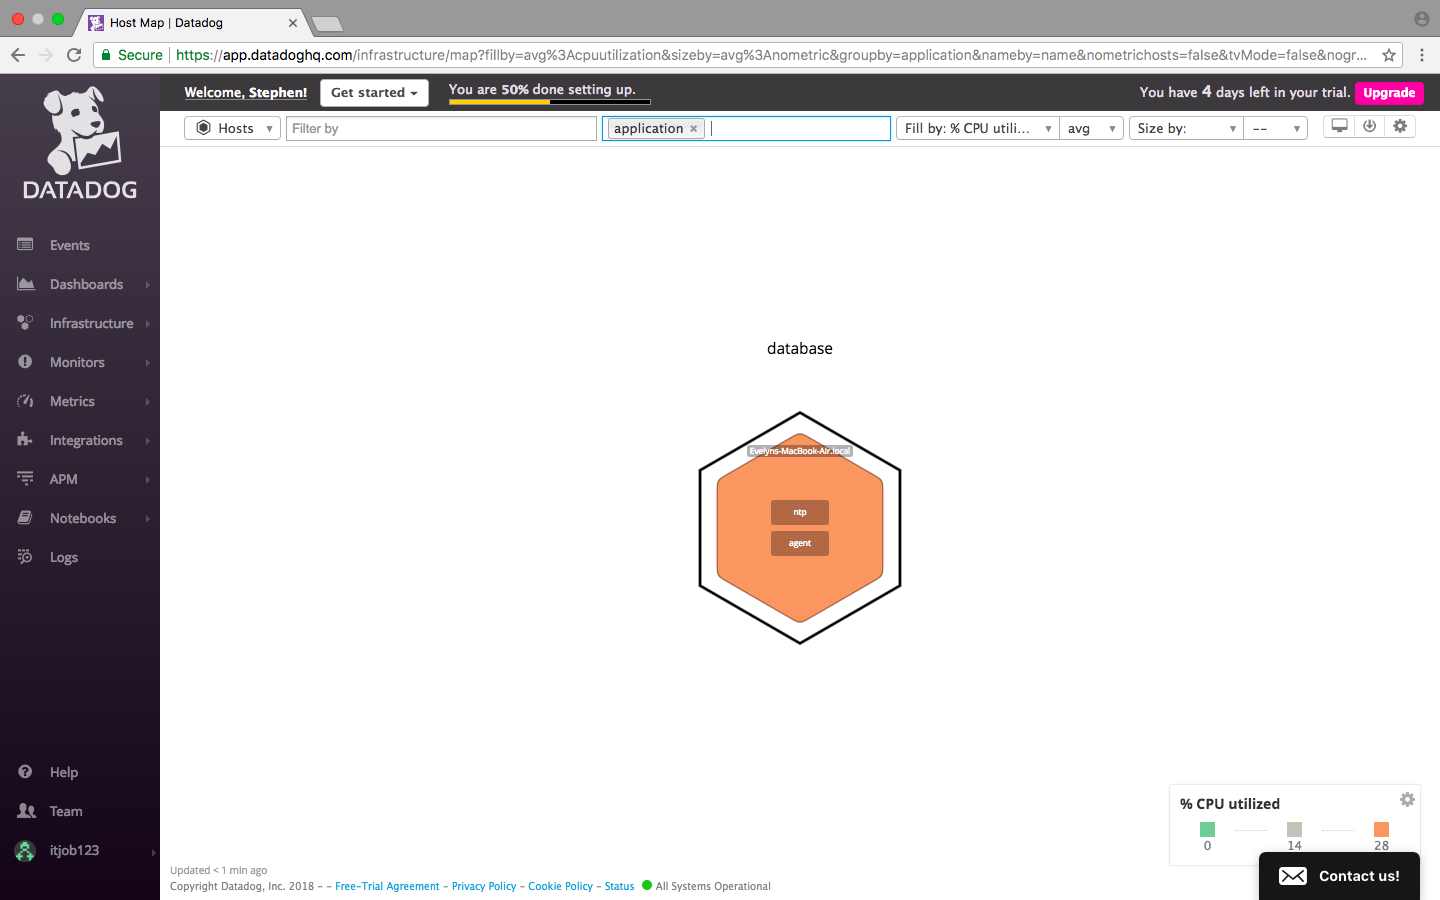 Host Map | Datadog
Secure | https://app.datadoghq.com/infrastructure/map?fillby=avg%3Acpuutilization&sizeby=avg%3Anometric&groupby=application&nameby=name&nometrichosts=false&tvMode=false&nogr...
DATADOG
Welcome, Stephen!
Get started
You are 50% done setting up.
You have 4 days left in your trial.
Upgrade
Hosts
Filter by
application ×
Fill by: % CPU utili...
avg
Size by:
--
Events
Dashboards
Infrastructure
Monitors
Metrics
Integrations
APM
Notebooks
Logs
Help
Team
itjob123
database
Evelyns-MacBook-Air.local
ntp
agent
% CPU utilized
0
14
28
Updated < 1 min ago
Copyright Datadog, Inc. 2018 - - Free-Trial Agreement - Privacy Policy - Cookie Policy - Status All Systems Operational
Contact us!